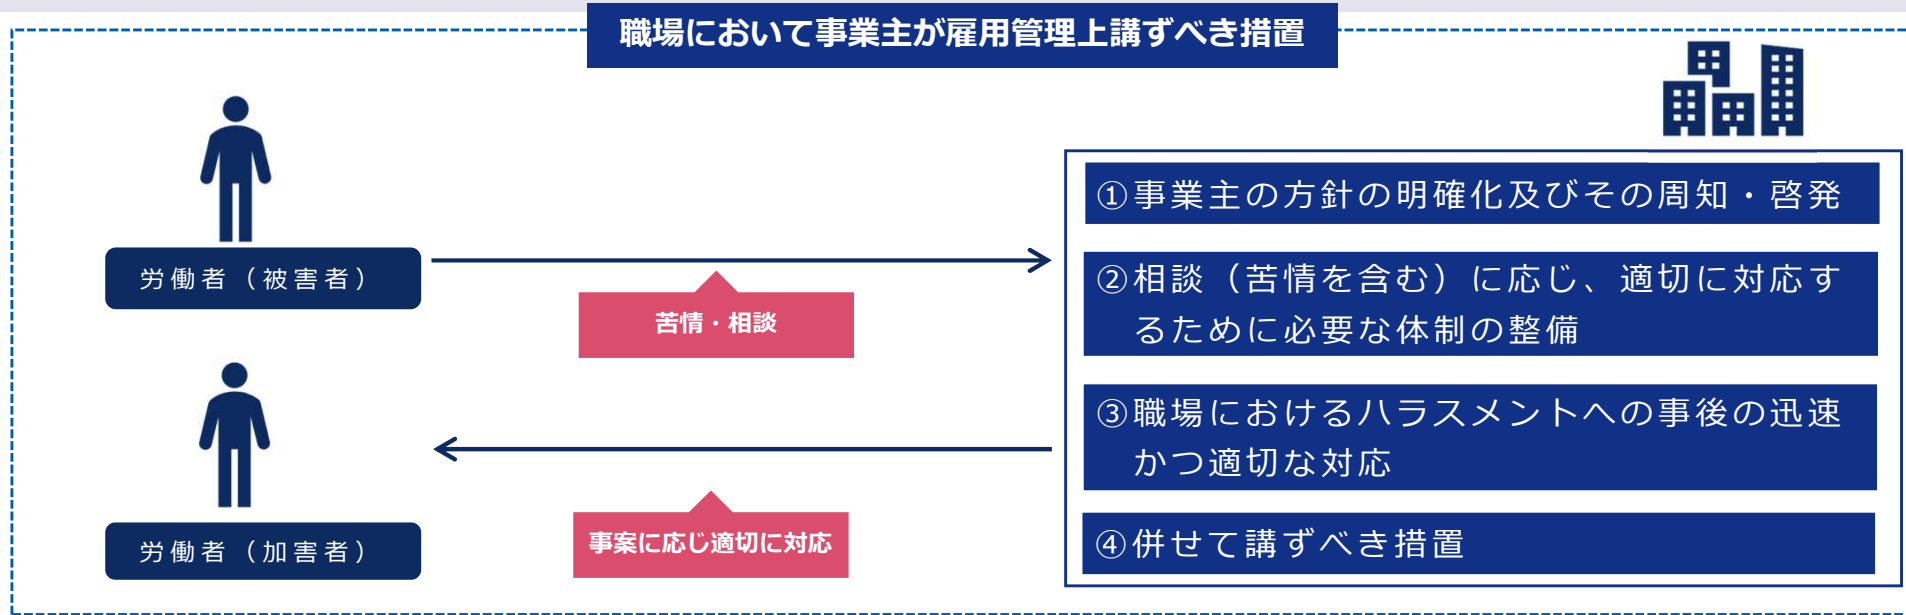 職場において事業主が雇用管理上講ずべき措置
労働者（被害者）
苦情・相談
労働者（加害者）
事案に応じ適切に対応
①事業主の方針の明確化及びその周知・啓発
②相談（苦情を含む）に応じ、適切に対応す
るために必要な体制の整備
③職場におけるハラスメントへの事後の迅速
かつ適切な対応
④併せて講ずべき措置